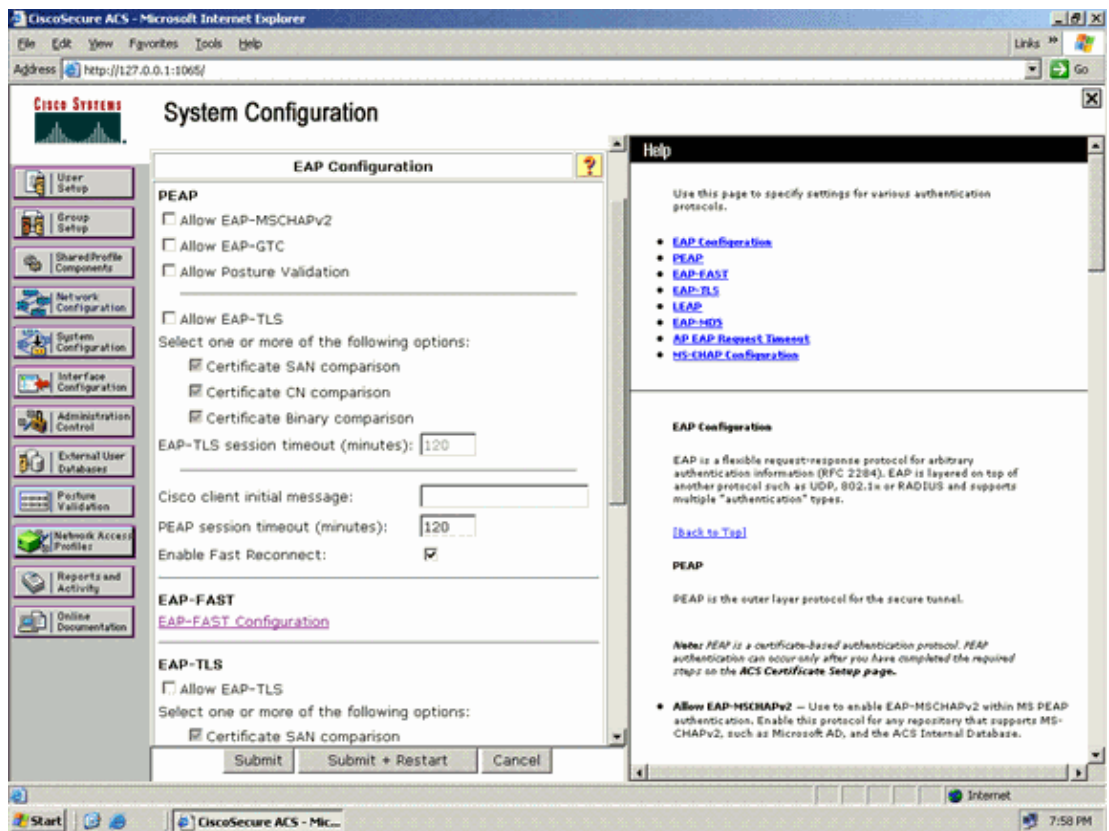 CiscoSecure ACS - Microsoft Internet Explorer
File Edit View Favorites Tools Help
Links »
Address http://127.0.0.1:1065/
Go
CISCO SYSTEMS
System Configuration
User Setup
Group Setup
Shared Profile Components
Network Configuration
System Configuration
Interface Configuration
Administration Control
External User Databases
Posture Validation
Network Access Profiles
Reports and Activity
Online Documentation
EAP Configuration
?
PEAP
Allow EAP-MSCHAPv2
Allow EAP-GTC
Allow Posture Validation
Allow EAP-TLS
Select one or more of the following options:
Certificate SAN comparison
Certificate CN comparison
Certificate Binary comparison
EAP-TLS session timeout (minutes): 120
Cisco client initial message:
PEAP session timeout (minutes): 120
Enable Fast Reconnect:
EAP-FAST
EAP-FAST Configuration
EAP-TLS
Allow EAP-TLS
Select one or more of the following options:
Certificate SAN comparison
Submit Submit + Restart Cancel
Help
Use this page to specify settings for various authentication
protocols.
EAP Configuration
PEAP
EAP-FAST
EAP-TLS
LEAP
EAP-MD5
AP EAP Request Timeout
MS-CHAP Configuration
EAP Configuration
EAP is a flexible request-response protocol for arbitrary
authentication information (RFC 2284). EAP is layered on top of
another protocol such as UDP, 802.1x or RADIUS and supports
multiple "authentication" types.
[Back to Top]
PEAP
PEAP is the outer layer protocol for the secure tunnel.
Note: PEAP is a certificate-based authentication protocol. PEAP
authentication can occur only after you have completed the required
steps on the ACS Certificate Setup page.
Allow EAP-MSCHAPv2 — Use to enable EAP-MSCHAPv2 within MS PEAP
authentication. Enable this protocol for any repository that supports MS-
CHAPv2, such as Microsoft AD, and the ACS Internal Database.
Internet
Start
CiscoSecure ACS - Mic...
7:58 PM